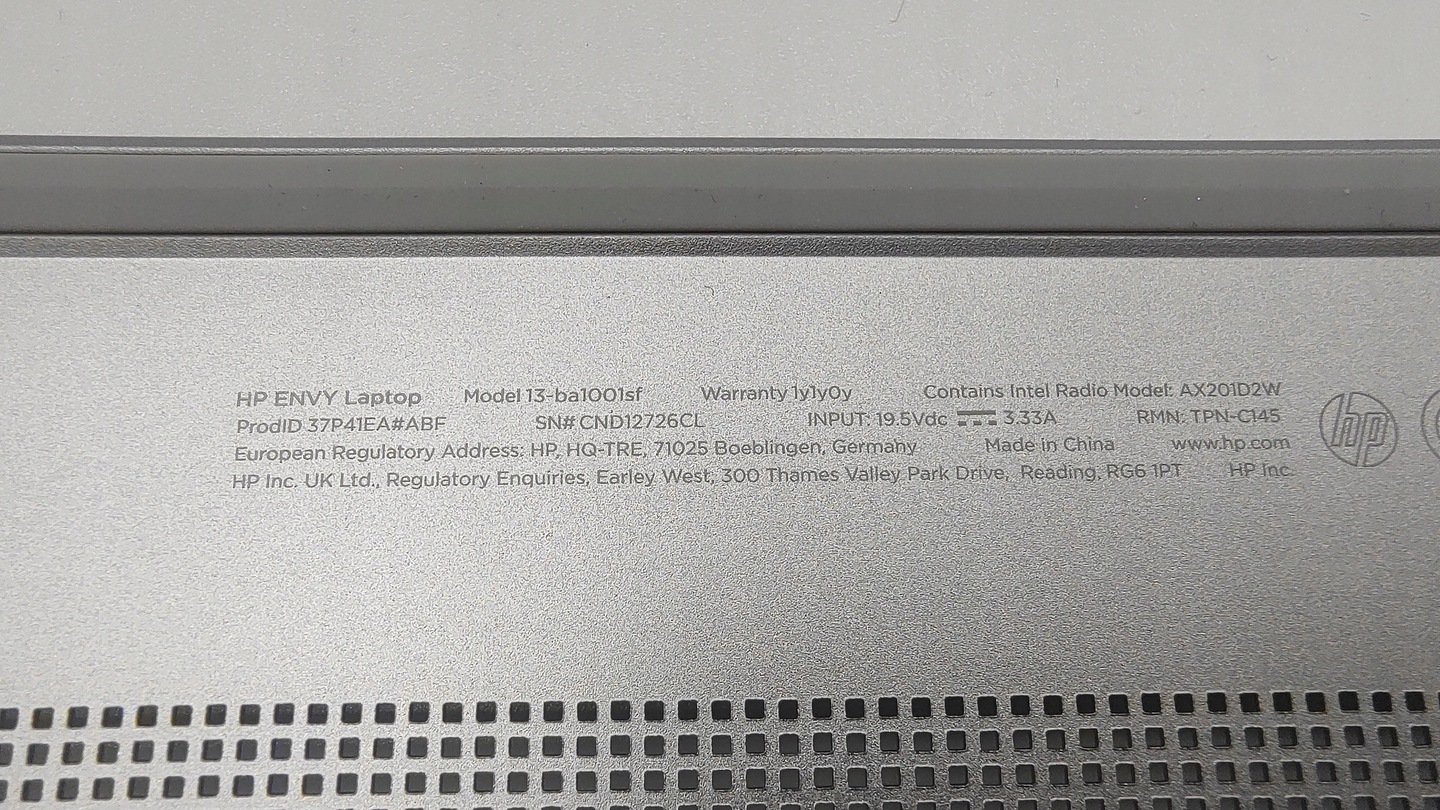 HP ENVY Laptop Model 13-ba1001sf Warranty 1y1y0y Contains Intel Radio Model: AX201D2W
ProdID 37P41EA#ABF SN# CND12726CL INPUT: 19.5Vdc 3.33A RMN: TPN-C145
European Regulatory Address: HP, HQ-TRE, 71025 Boeblingen, Germany Made in China www.hp.com
HP Inc. UK Ltd., Regulatory Enquiries, Earley West, 300 Thames Valley Park Drive, Reading, RG6 1PT HP Inc.
hp